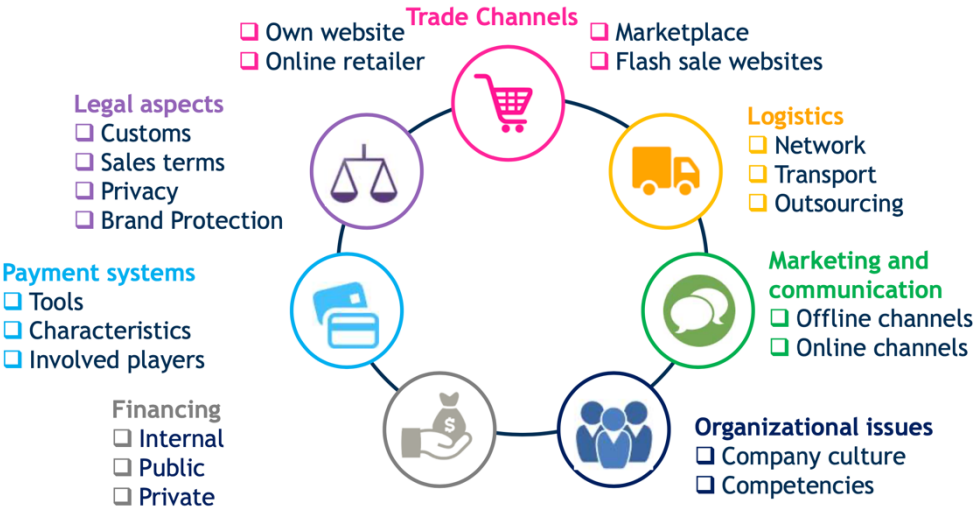 Trade Channels
Own website
Online retailer
Marketplace
Flash sale websites
Legal aspects
Customs
Sales terms
Privacy
Brand Protection
Logistics
Network
Transport
Outsourcing
Payment systems
Tools
Characteristics
Involved players
Marketing and
communication
Offline channels
Online channels
Financing
Internal
Public
Private
$
Organizational issues
Company culture
Competencies